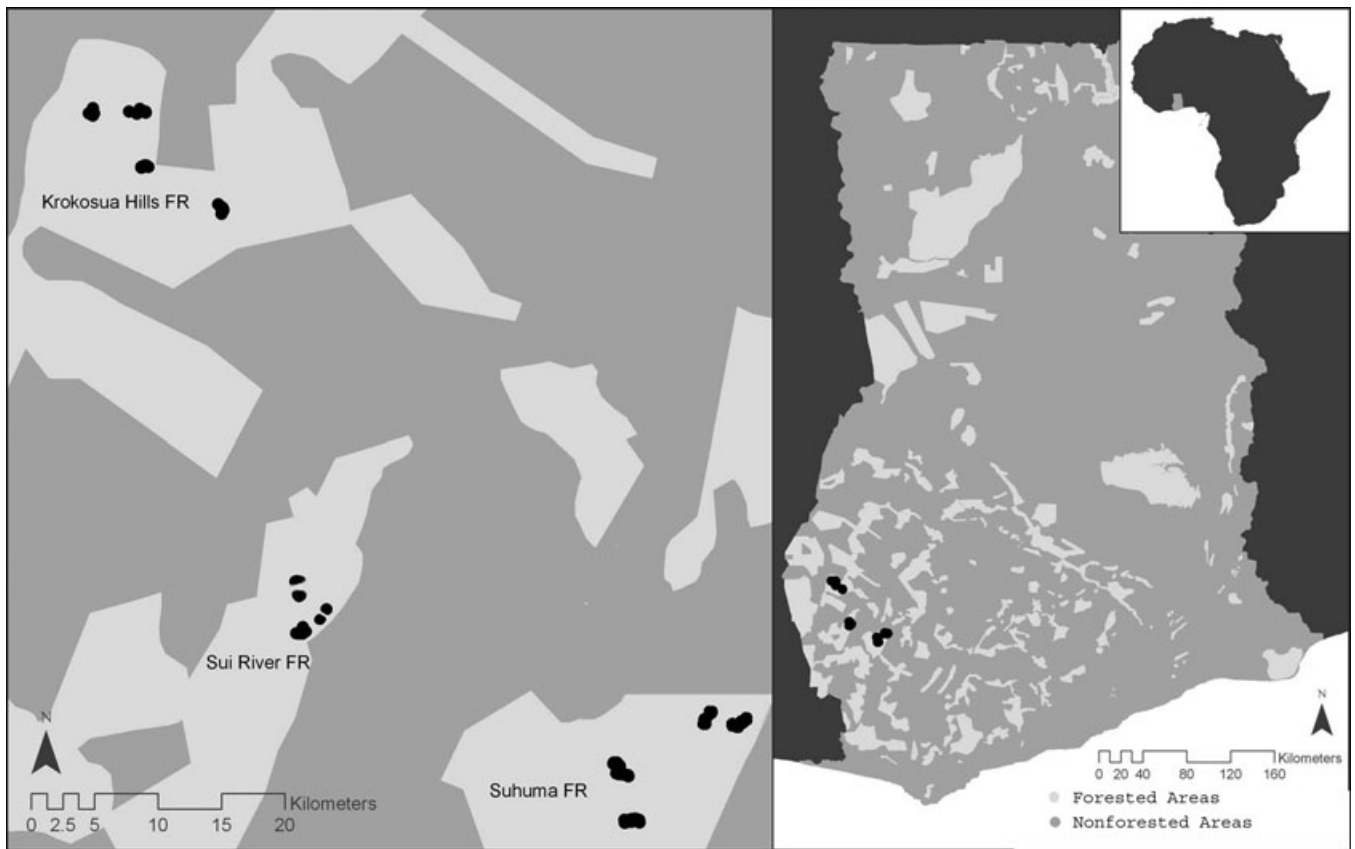 Krokosua Hills FR
Sui River FR
Suhuma FR
N
Kilometers
0 2.5 5 10 15 20
N
Kilometers
0 20 40 80 120 160
Forested Areas
Nonforested Areas